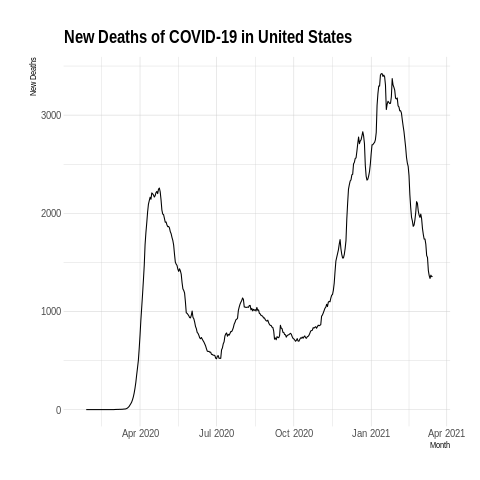 New Deaths of COVID-19 in United States
New Deaths
3000
2000
1000
0
Apr 2020 Jul 2020 Oct 2020 Jan 2021 Apr 2021
Month